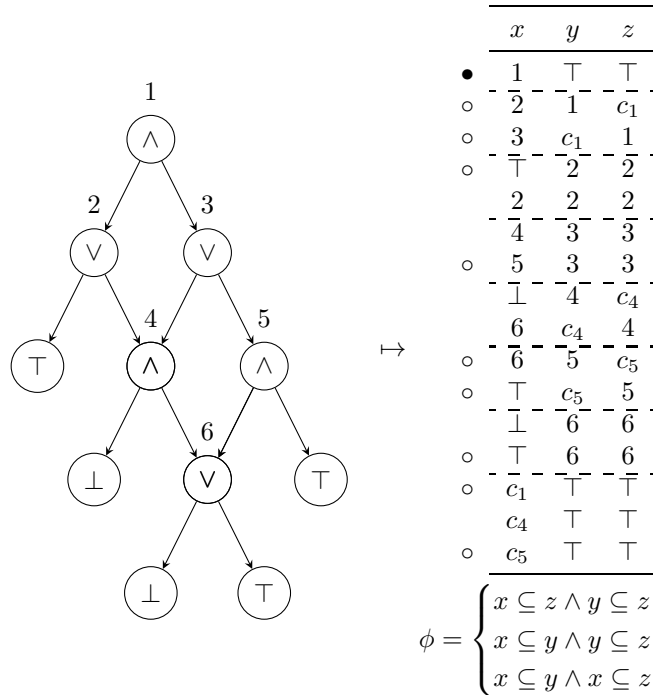 1
∧
2 3
∨ ∨
4 5
⊤ ∧ ∧
6
⊥ ∨ ⊤
⊥ ⊤
↦
x y z
• 1 ⊤ ⊤
○ 2 1 c₁
○ 3 c₁ 1
○ ⊤ 2 2
2 2 2
4 3 3
○ 5 3 3
⊥ 4 c₄
6 c₄ 4
○ 6 5 c₅
○ ⊤ c₅ 5
⊥ 6 6
○ ⊤ 6 6
○ c₁ ⊤ ⊤
c₄ ⊤ ⊤
○ c₅ ⊤ ⊤
x ⊆ z ∧ y ⊆ z
ϕ = { x ⊆ y ∧ y ⊆ z
x ⊆ y ∧ x ⊆ z